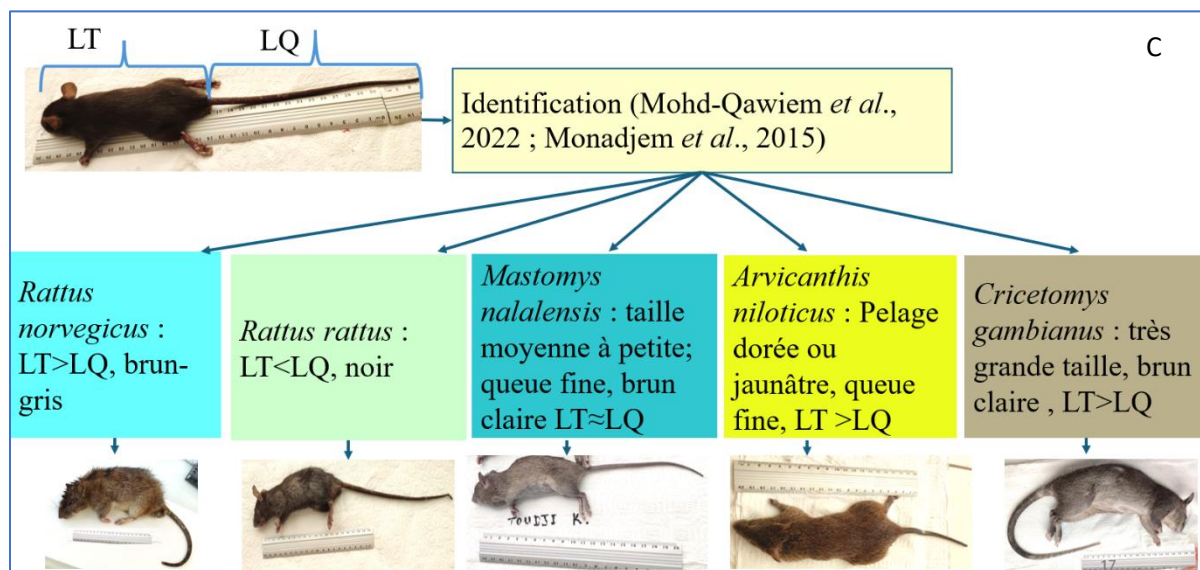 LT
LQ
C
Identification (Mohd-Qawiem et al.,
2022 ; Monadjem et al., 2015)
Rattus
norvegicus :
LT>LQ, brun-
gris
Rattus rattus :
LT<LQ, noir
Mastomys
nalalensis : taille
moyenne à petite;
queue fine, brun
claire LT≈LQ
Arvicanthis
niloticus : Pelage
dorée ou
jaunâtre, queue
fine, LT >LQ
Cricetomys
gambianus : très
grande taille, brun
claire , LT>LQ
TOUDJI K.
17